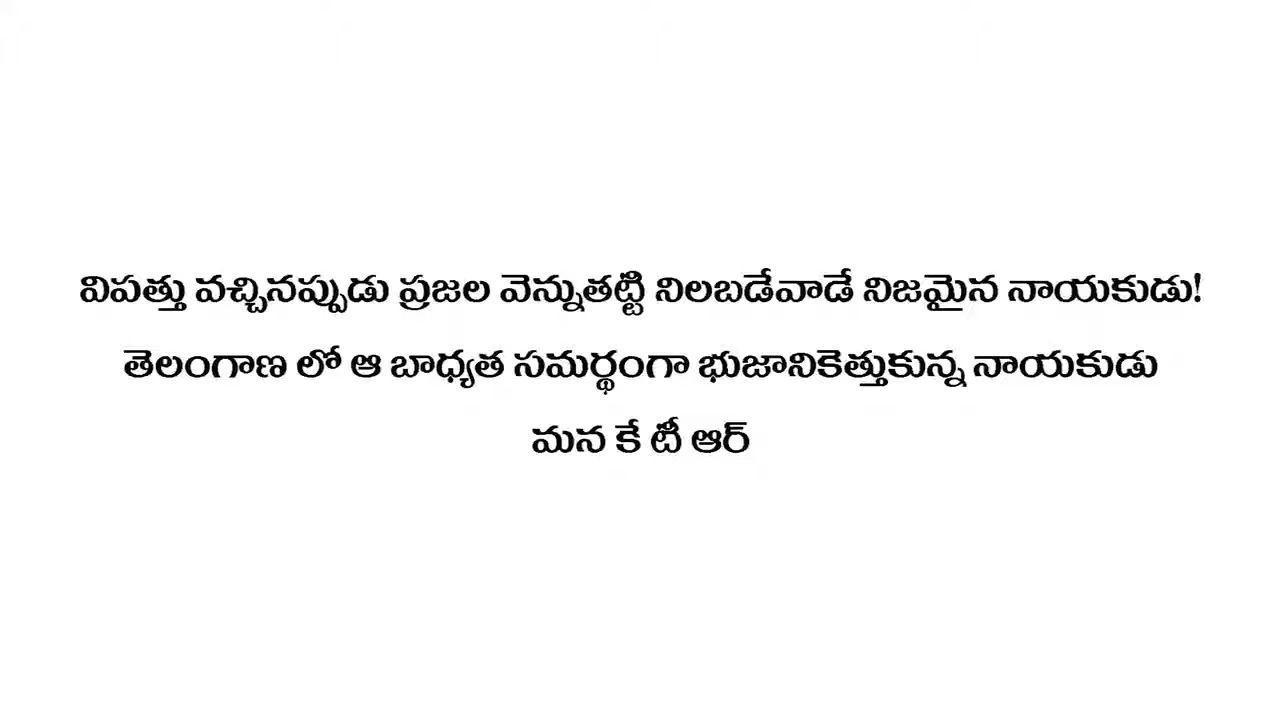 విపత్తు వచ్చినప్పుడు ప్రజల వెన్నుతట్టి నిలబడేవాడే నిజమైన నాయకుడు!
తెలంగాణ లో ఆ బాధ్యత సమర్థంగా భుజానికెత్తుకున్న నాయకుడు
మన కే టీ ఆర్